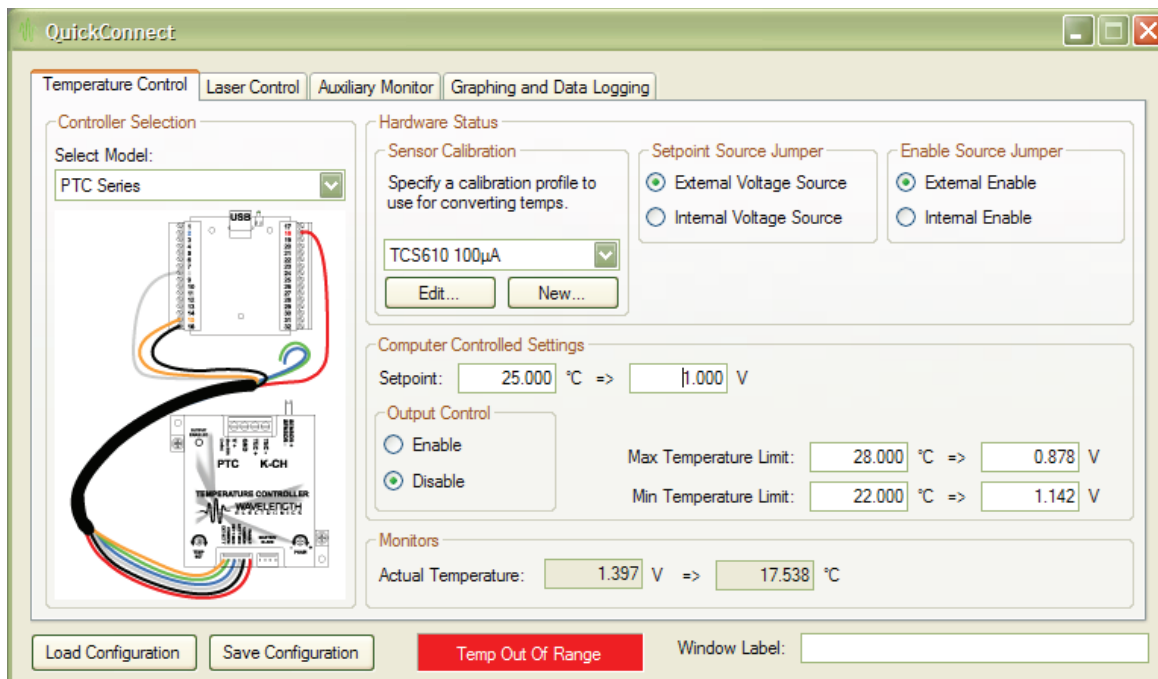 QuickConnect
Temperature Control
Laser Control
Auxiliary Monitor
Graphing and Data Logging
Controller Selection
Select Model:
PTC Series
USB
PTC K-CH
TEMPERATURE CONTROLLER
WAVELENGTH
ELECTRONICS
Hardware Status
Sensor Calibration
Specify a calibration profile to
use for converting temps.
TCS610 100µA
Edit...
New...
Setpoint Source Jumper
External Voltage Source
Internal Voltage Source
Enable Source Jumper
External Enable
Internal Enable
Computer Controlled Settings
Setpoint: 25.000 °C => 1.000 V
Output Control
Enable
Disable
Max Temperature Limit: 28.000 °C => 0.878 V
Min Temperature Limit: 22.000 °C => 1.142 V
Monitors
Actual Temperature: 1.397 V => 17.538 °C
Load Configuration
Save Configuration
Temp Out Of Range
Window Label: